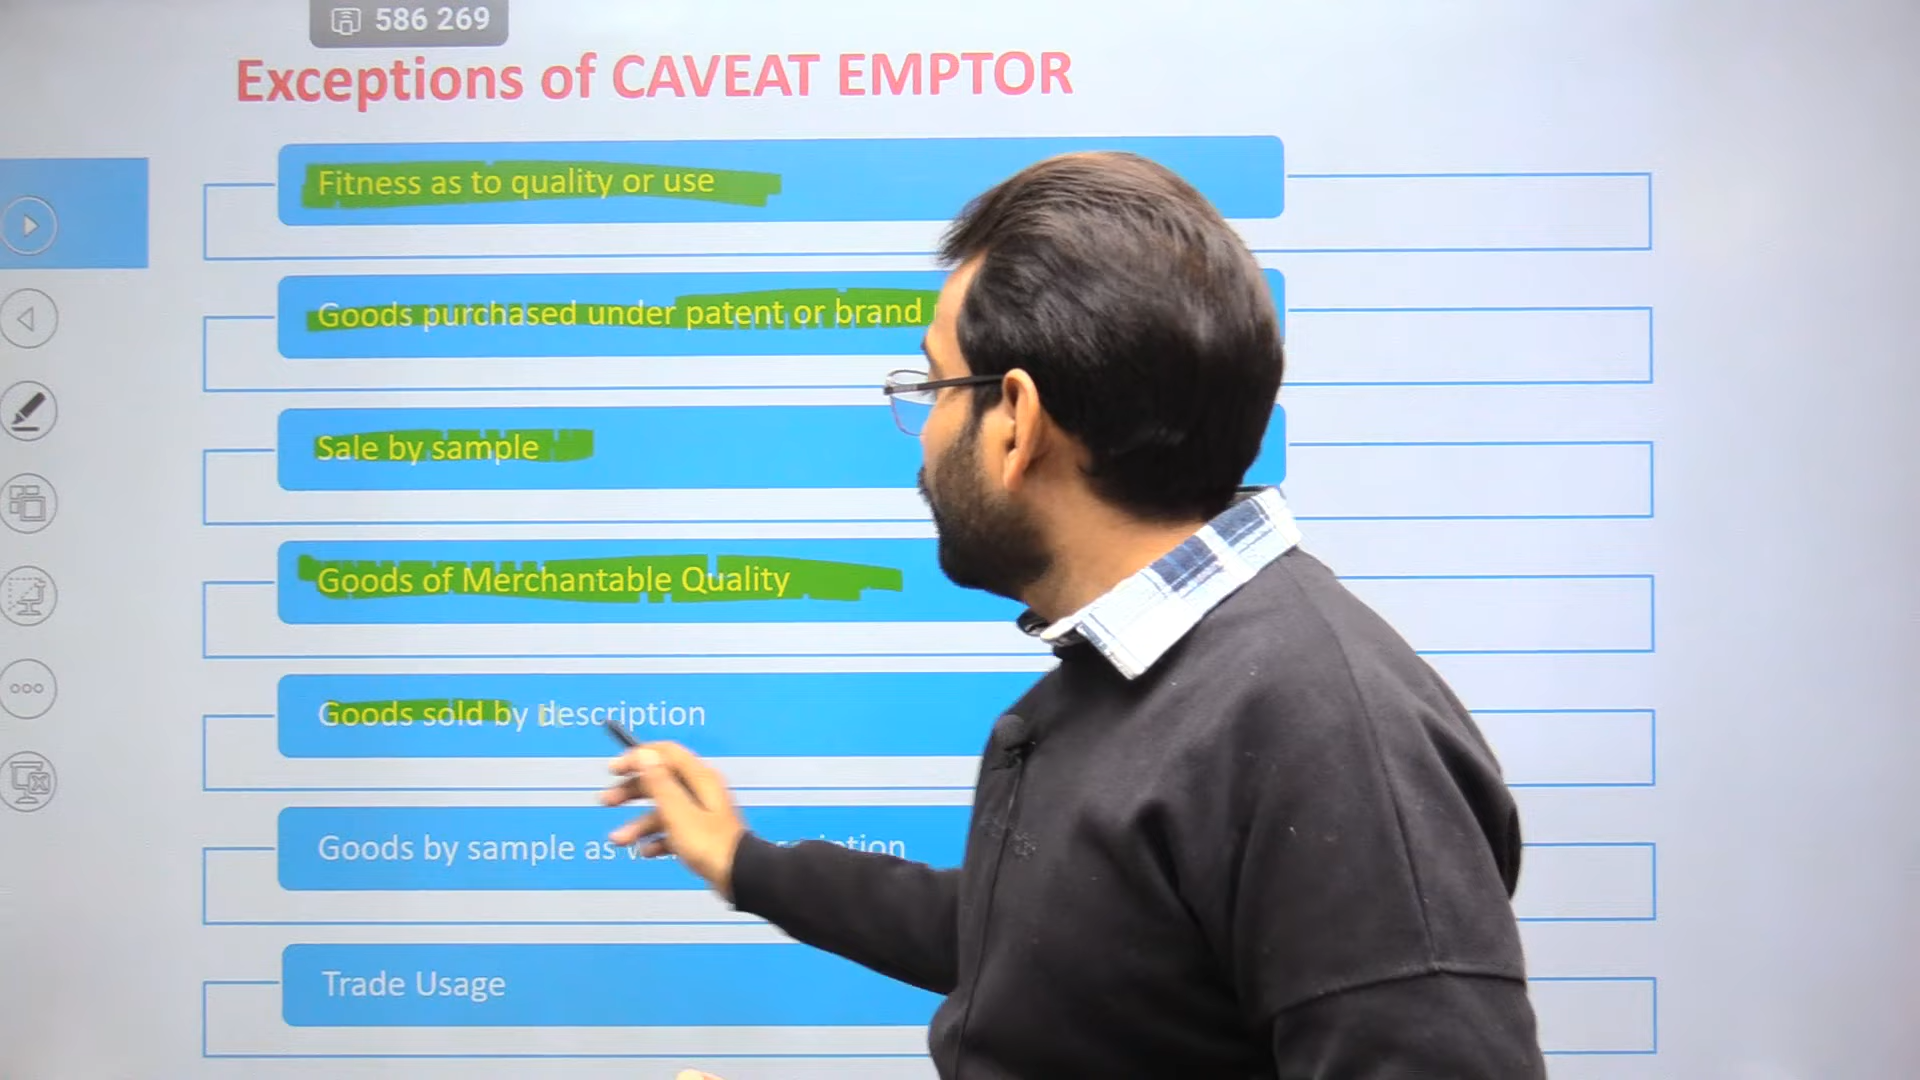 586 269
Exceptions of CAVEAT EMPTOR
Fitness as to quality or use
Goods purchased under patent or brand
Sale by sample
Goods of Merchantable Quality
Goods sold by description
Goods by sample as
Trade Usage